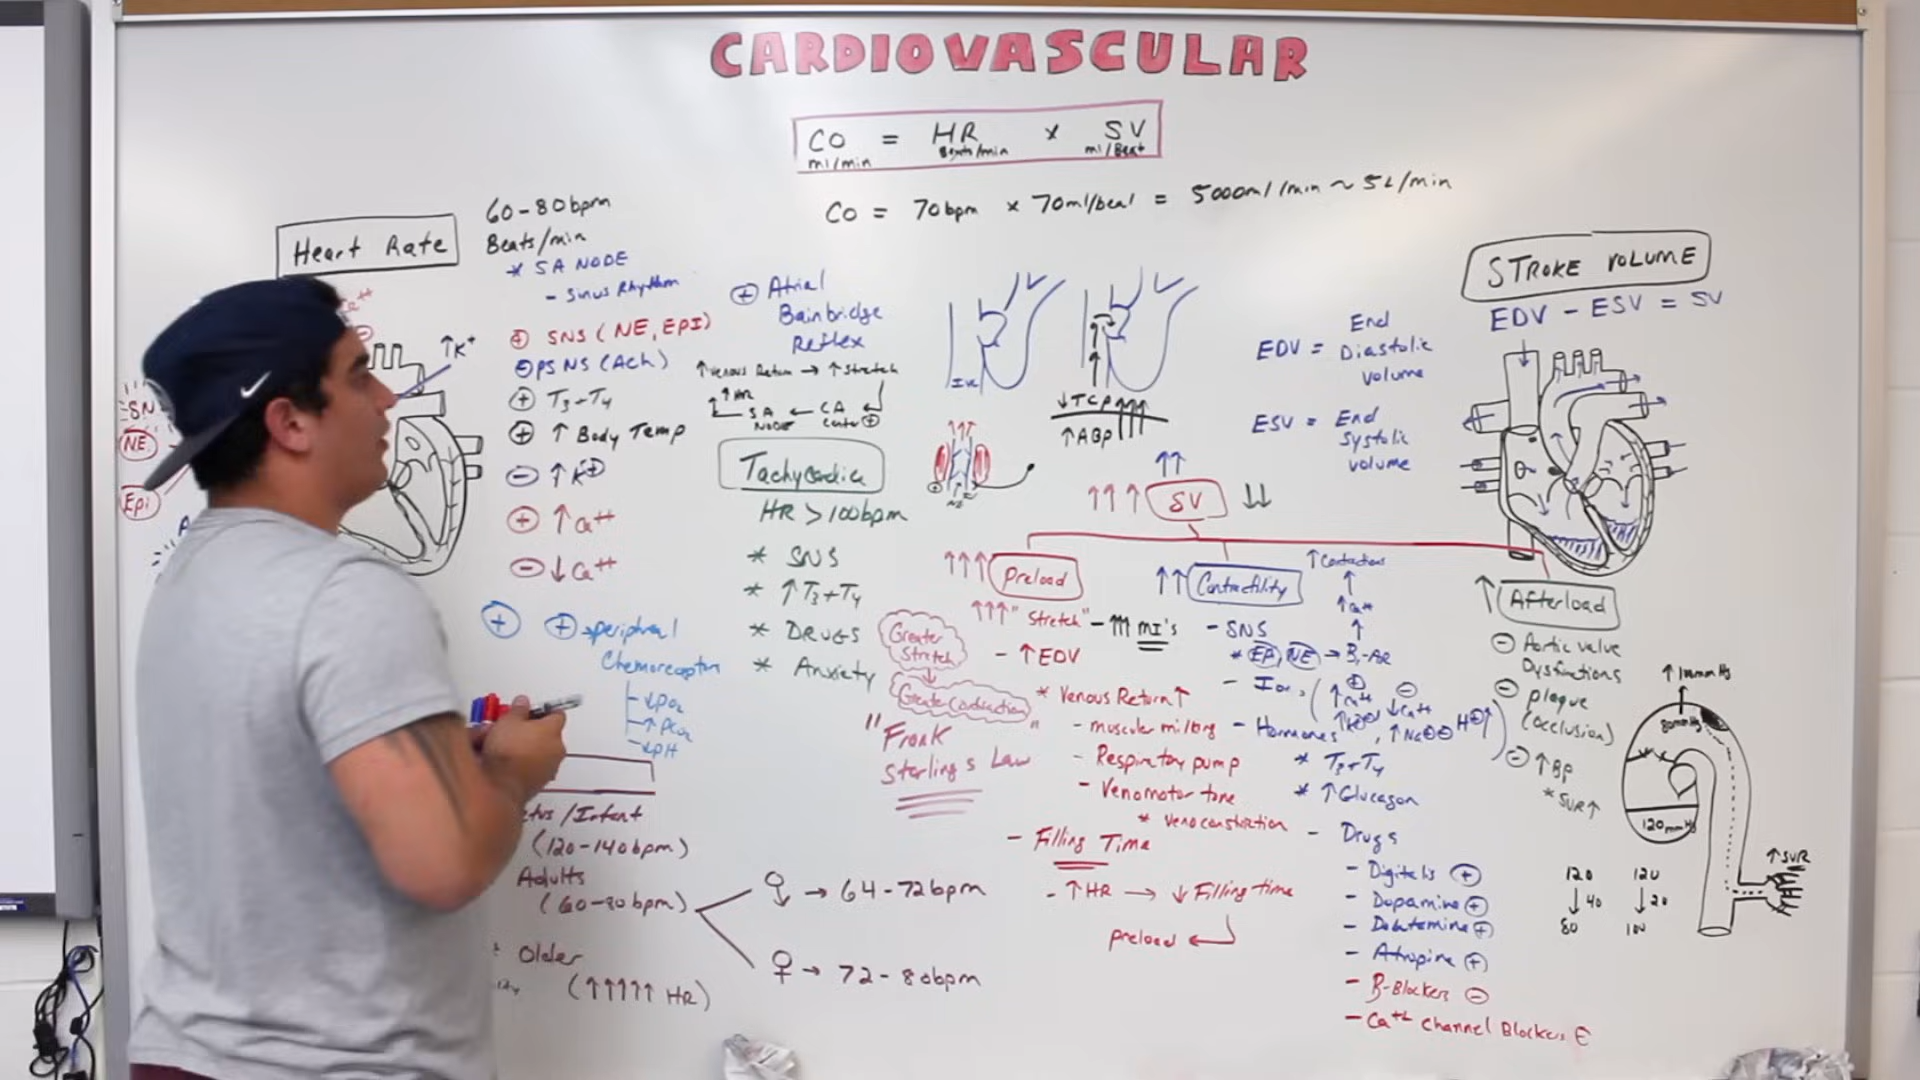 CARDIOVASCULAR
CO = HR x SV
ml/min Beats/min ml/Beat
CO = 70bpm x 70ml/beat = 5000ml/min ~ 5L/min
Heart Rate
60-80bpm
Beats/min
* SA NODE
- Sinus Rhythm
⊕ SNS (NE, EPI)
⊖ PSNS (ACh)
⊕ T3+T4
⊕ ↑ Body Temp
⊖ ↑ K⊕
⊕ ↑ Ca++
⊖ ↓ Ca++
⊕ ⊕ → peripheral
Chemoreceptors
- ↓PO2
- ↑PCO2
- ↓pH
↑K+
SN
NE
Epi
/Infant
(120-140bpm)
Adults
(60-80bpm)
♂ → 64-72bpm
♀ → 72-80bpm
Older
(↑↑↑↑↑ HR)
⊕ Atrial
Bainbridge
Reflex
↑Venous Return → ↑ Stretch
↑HR
SA ← CA
NODE Center ⊕
Tachycardia
HR > 100bpm
* SNS
* ↑T3+T4
* DRUGS
* Anxiety
↓TCP
↑ABP
STROKE VOLUME
EDV - ESV = SV
EDV = End
Diastolic
volume
ESV = End
Systolic
volume
↑↑
↑↑↑ SV ↓↓
↑↑↑ Preload
↑↑↑ "Stretch" - ↑↑↑ MI's
- ↑EDV
Greater
Stretch
↓
Greater Contraction
"Frank
Starling's Law"
* Venous Return ↑
- muscular milking
- Respiratory pump
- Venomotor tone
* venoconstriction
- Filling Time
- ↑HR → ↓ Filling time
preload ↵
↑↑ Contractility
↑Contractions
↑
↑Ca++
↑
- SNS
* EP, NE → B1-AR
- Ions
⊕ ⊖
↑Ca++ ↓Ca++
- Hormones
* T3+T4
* ↑Glucagon
- Drugs
- Digitalis ⊕
- Dopamine ⊕
- Dobutamine ⊕
- Atropine ⊕
- B-Blockers ⊖
- Ca++ Channel Blockers
↑ Afterload
⊖ Aortic valve
Dysfunctions
⊖ plaque
(occlusion)
⊖ ↑BP
* SVR↑
↑ 1mmHg
80mmHg
120mmHg
↑SVR
120 120
↓40 ↓20
80 100